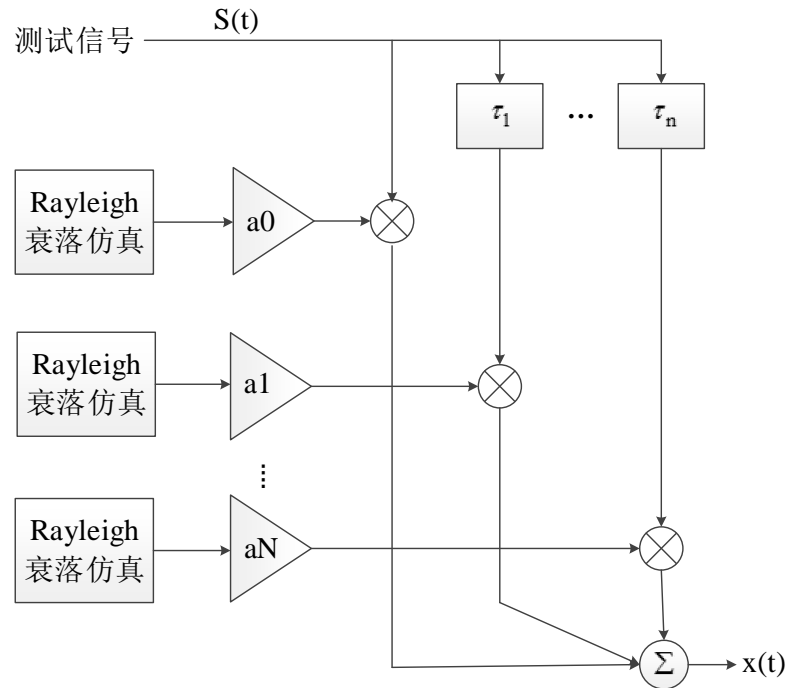 S(t)
测试信号
τ1
...
τn
Rayleigh
衰落仿真
a0
Rayleigh
衰落仿真
a1
Rayleigh
衰落仿真
aN
Σ
x(t)